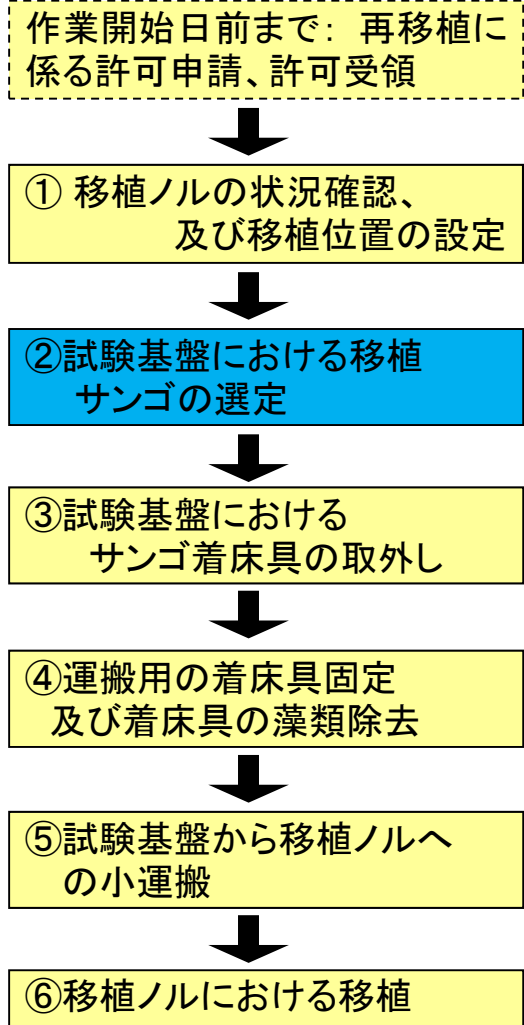 作業開始日前まで： 再移植に
係る許可申請、許可受領
① 移植ノルの状況確認、
及び移植位置の設定
②試験基盤における移植
サンゴの選定
③試験基盤における
サンゴ着床具の取外し
④運搬用の着床具固定
及び着床具の藻類除去
⑤試験基盤から移植ノルへ
の小運搬
⑥移植ノルにおける移植